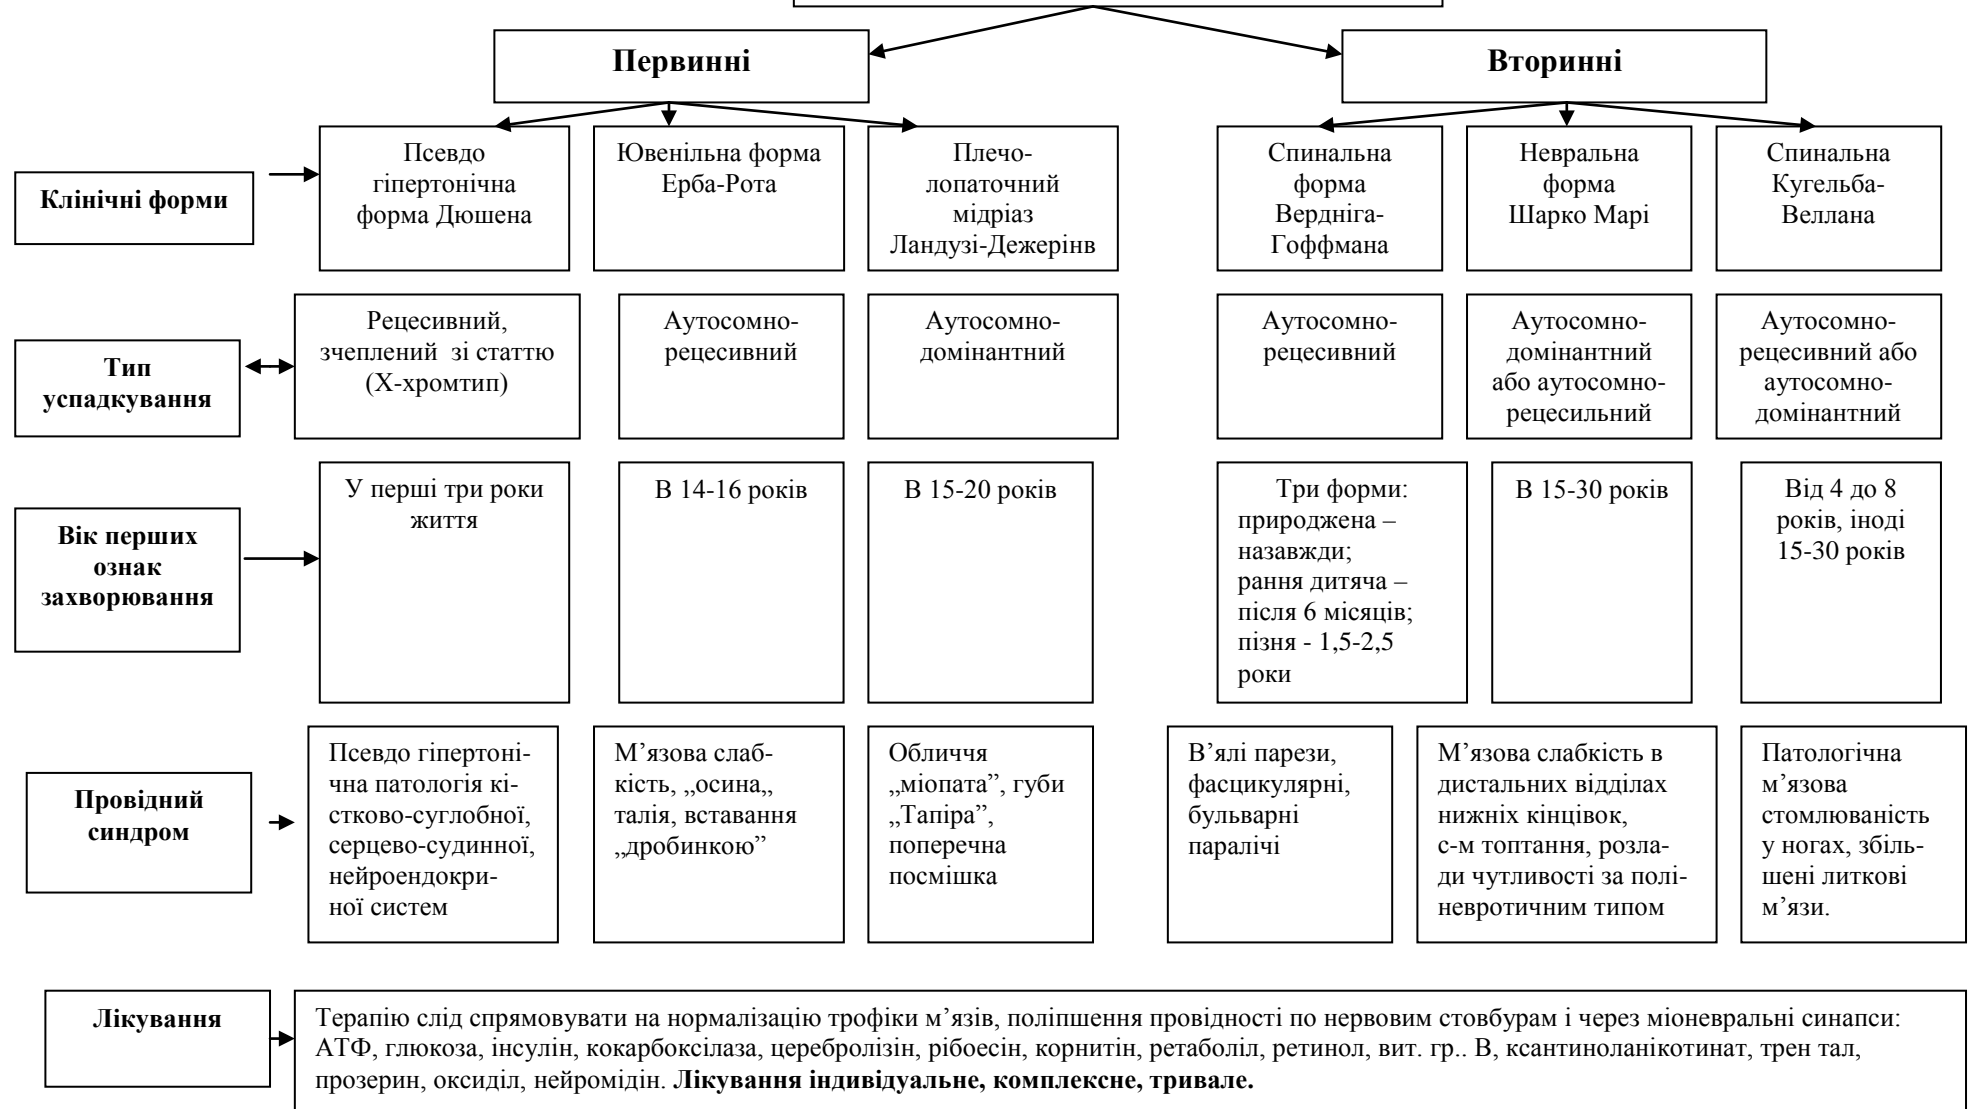 Первинні
Вторинні
Клінічні форми
Псевдо
гіпертонічна
форма Дюшена
Ювенільна форма
Ерба-Рота
Плечо-
лопаточний
мідріаз
Ландузі-Дежерінв
Спинальна
форма
Вердніга-
Гоффмана
Невральна
форма
Шарко Марі
Спинальна
Кугельба-
Веллана
Тип
успадкування
Рецесивний,
зчеплений зі статтю
(Х-хромтип)
Аутосомно-
рецесивний
Аутосомно-
домінантний
Аутосомно-
рецесивний
Аутосомно-
домінантний
або аутосомно-
рецесильний
Аутосомно-
рецесивний або
аутосомно-
домінантний
Вік перших
ознак
захворювання
У перші три роки
життя
В 14-16 років
В 15-20 років
Три форми:
природжена –
назавжди;
рання дитяча –
після 6 місяців;
пізня - 1,5-2,5
роки
В 15-30 років
Від 4 до 8
років, іноді
15-30 років
Провідний
синдром
Псевдо гіпертоні-
чна патологія кі-
стково-суглобної,
серцево-судинної,
нейроендокри-
ної систем
М’язова слаб-
кість, „осина„
талія, вставання
„дробинкою”
Обличчя
„міопата”, губи
„Тапіра”,
поперечна
посмішка
В’ялі парези,
фасцикулярні,
бульварні
паралічі
М’язова слабкість в
дистальних відділах
нижніх кінцівок,
с-м топтання, розла-
ди чутливості за полі-
невротичним типом
Патологічна
м’язова
стомлюваність
у ногах, збіль-
шені литкові
м’язи.
Лікування
Терапію слід спрямовувати на нормалізацію трофіки м’язів, поліпшення провідності по нервовим стовбурам і через міоневральні синапси:
АТФ, глюкоза, інсулін, кокарбоксілаза, церебролізін, рібоесін, корнітін, ретаболіл, ретинол, вит. гр.. В, ксантиноланікотинат, трен тал,
прозерин, оксиділ, нейромідін. Лікування індивідуальне, комплексне, тривале.